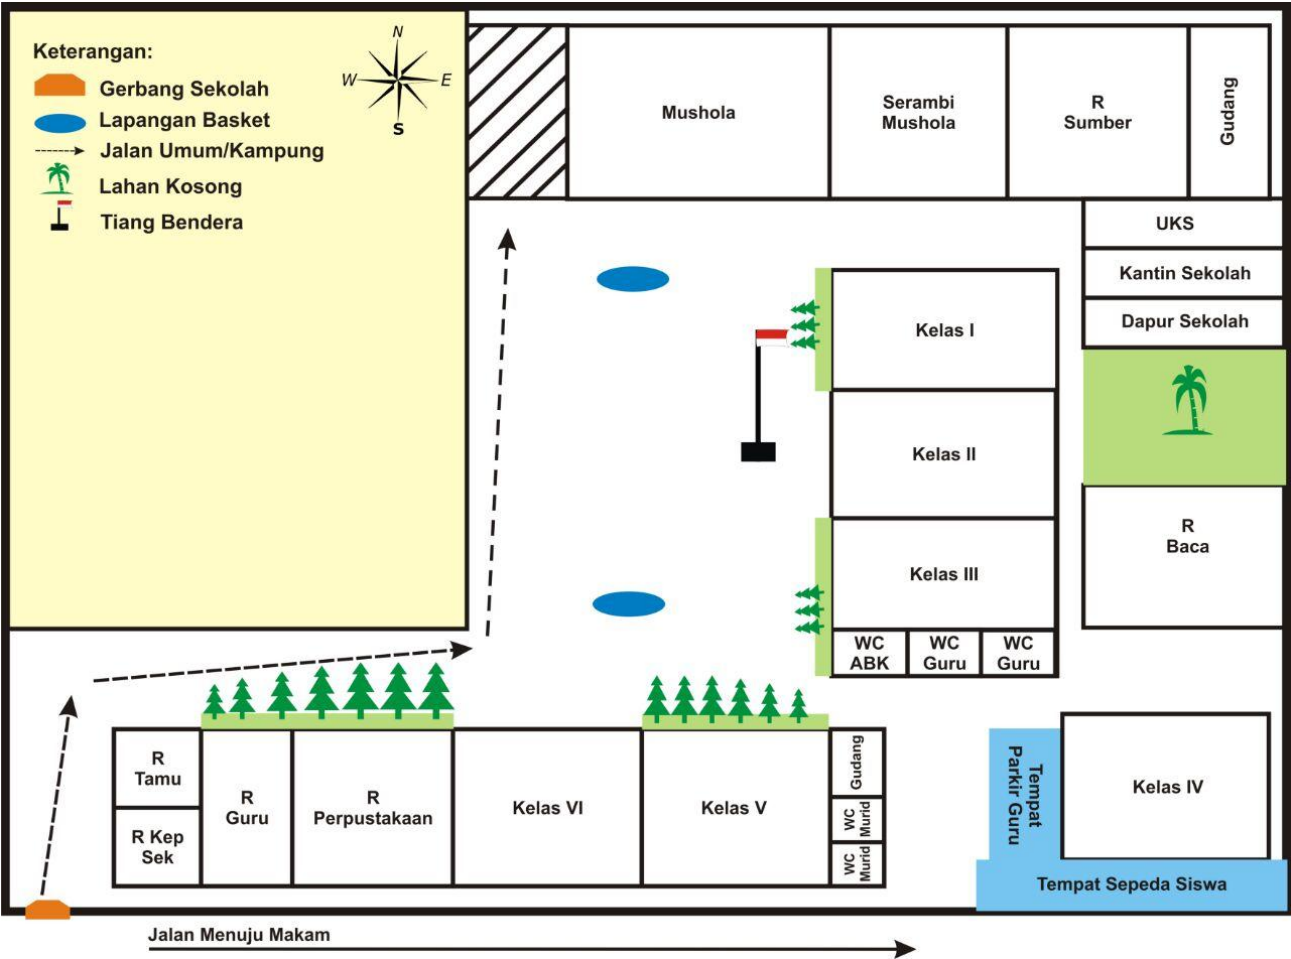 Keterangan:
Gerbang Sekolah
Lapangan Basket
Jalan Umum/Kampung
Lahan Kosong
Tiang Bendera
N
W
E
S
Mushola
Serambi
Mushola
R
Sumber
Gudang
UKS
Kantin Sekolah
Dapur Sekolah
Kelas I
Kelas II
Kelas III
WC
ABK
WC
Guru
WC
Guru
R
Baca
R
Tamu
R Kep
Sek
R
Guru
R
Perpustakaan
Kelas VI
Kelas V
Gudang
WC
Murid
WC
Murid
Tempat
Parkir Guru
Kelas IV
Tempat Sepeda Siswa
Jalan Menuju Makam